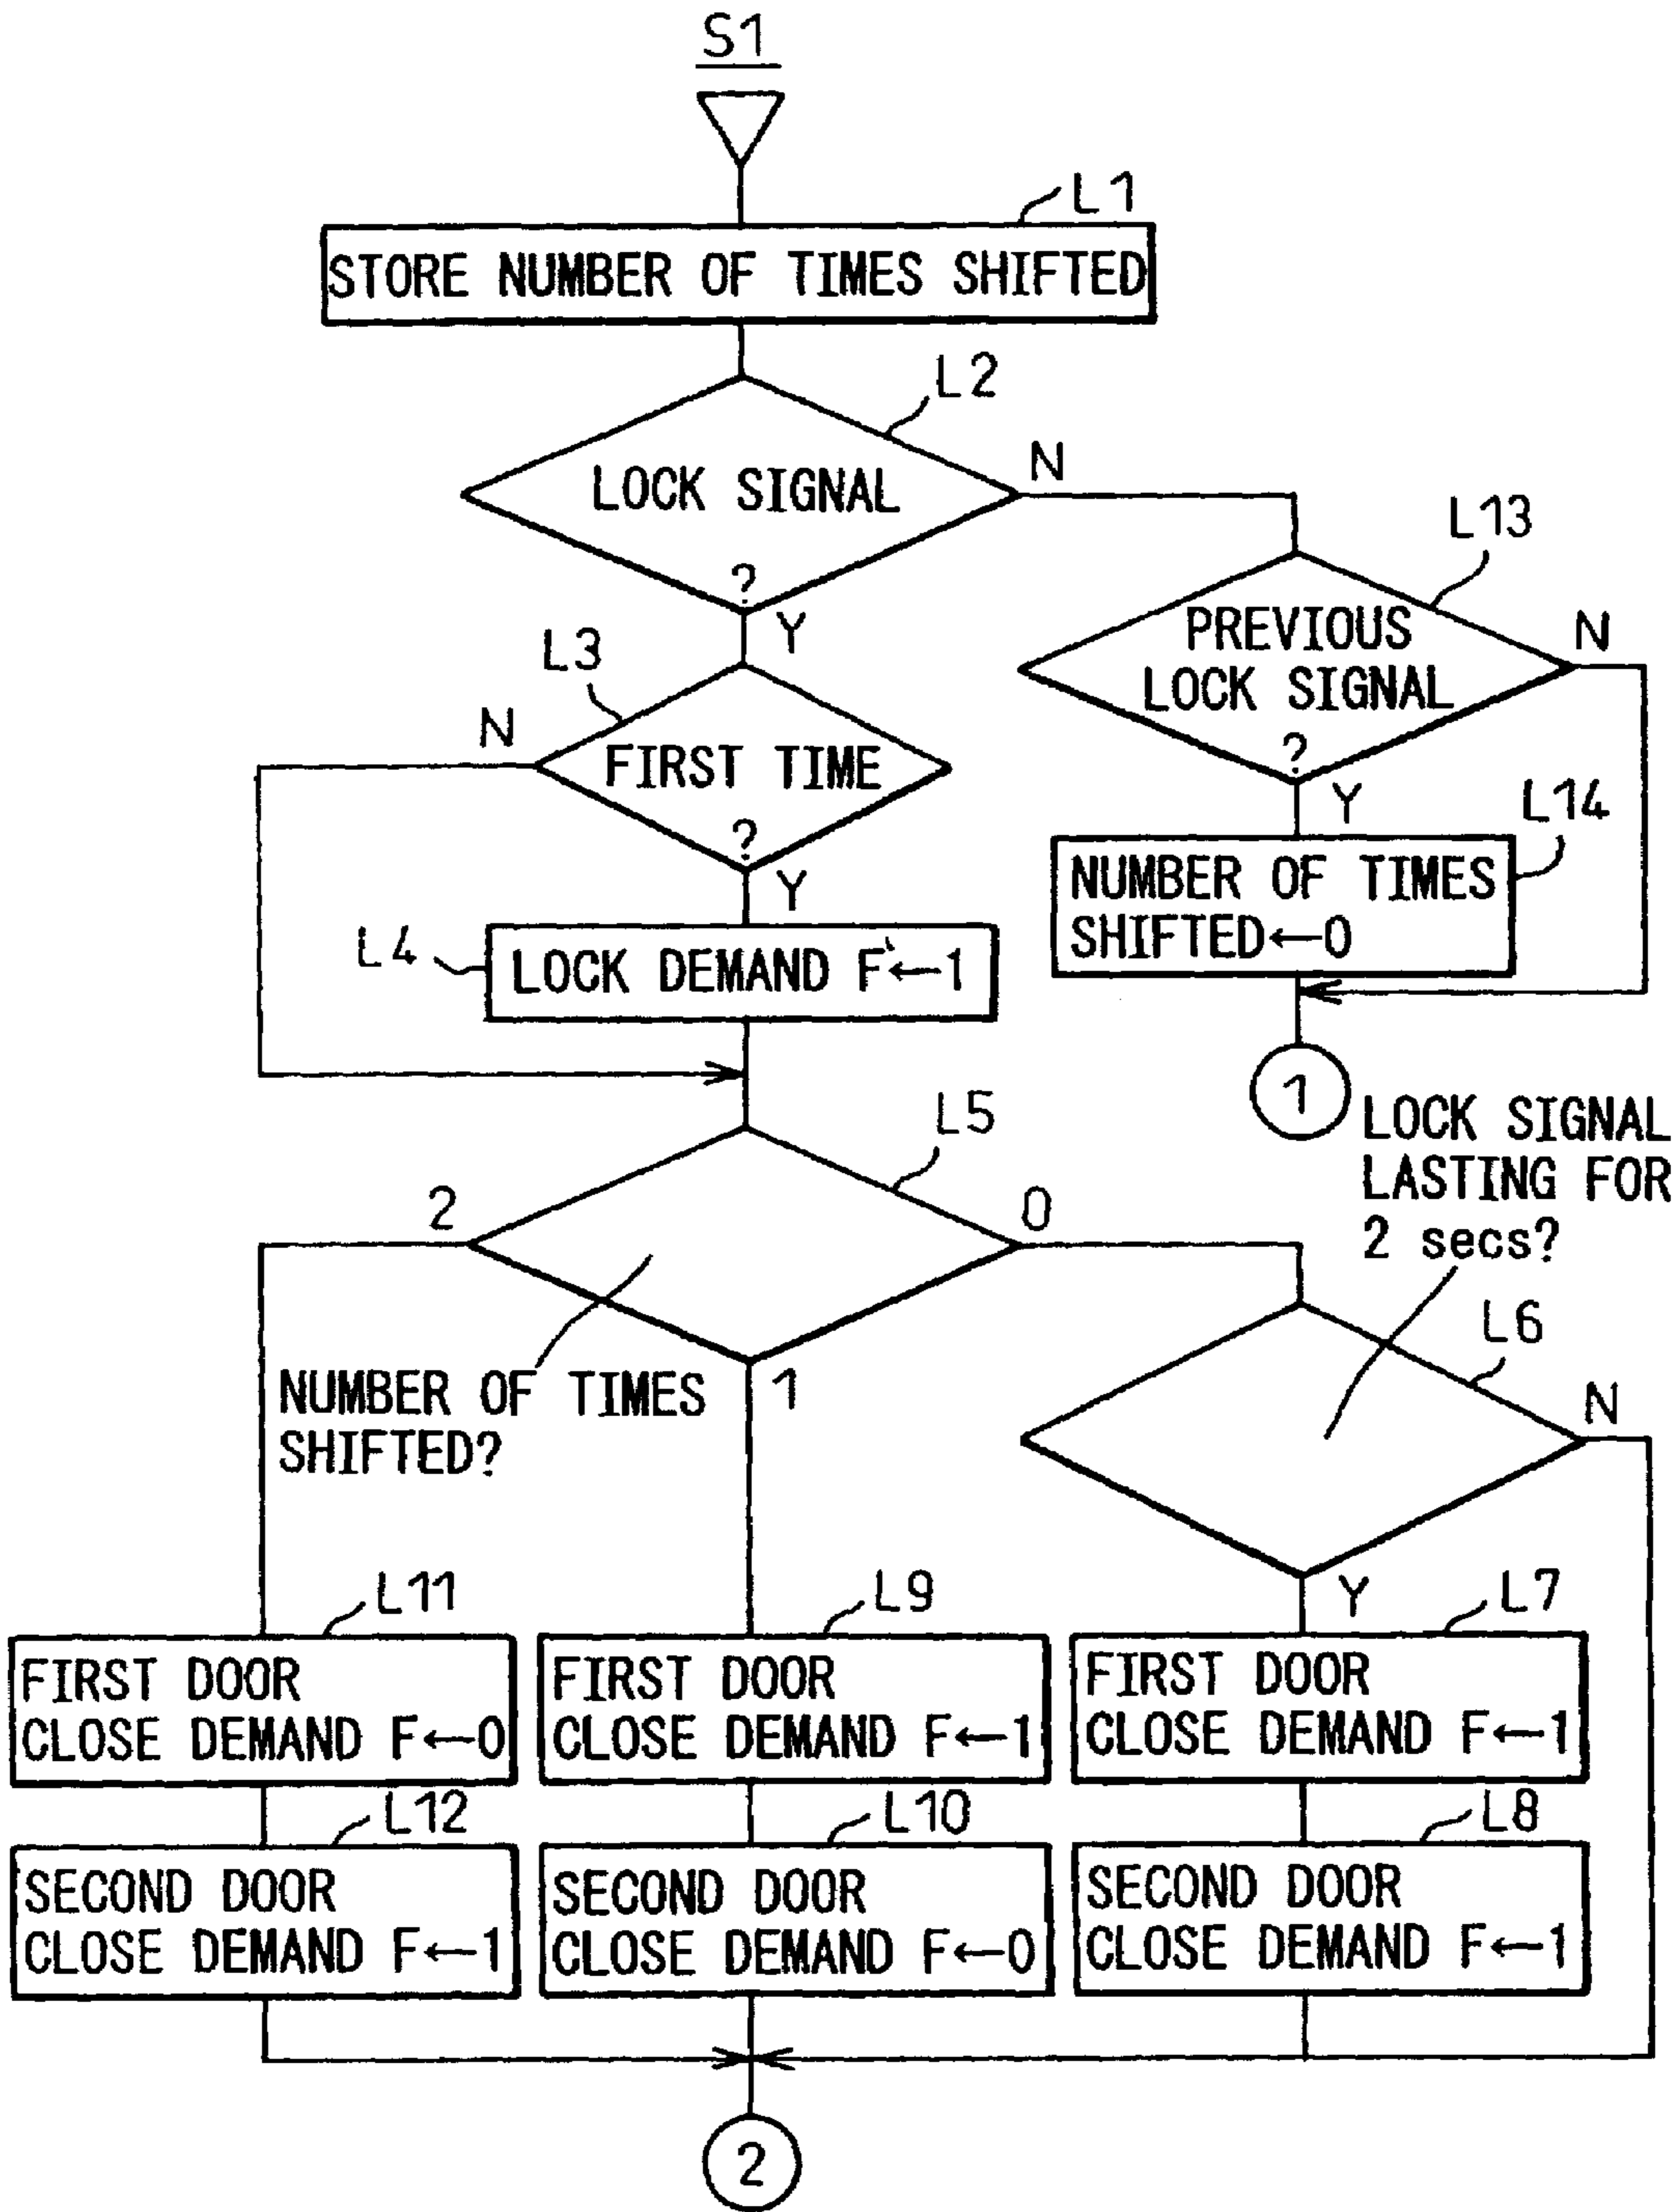 S1
L1
STORE NUMBER OF TIMES SHIFTED
L2
LOCK SIGNAL
?
N
Y
L13
PREVIOUS
LOCK SIGNAL
?
N
Y
L14
NUMBER OF TIMES
SHIFTED←0
1
L3
N
FIRST TIME
?
Y
L4
LOCK DEMAND F←1
L5
2
0
1
NUMBER OF TIMES
SHIFTED?
LOCK SIGNAL
LASTING FOR
2 secs?
L6
N
Y
L11
FIRST DOOR
CLOSE DEMAND F←0
L12
SECOND DOOR
CLOSE DEMAND F←1
L9
FIRST DOOR
CLOSE DEMAND F←1
L10
SECOND DOOR
CLOSE DEMAND F←0
L7
FIRST DOOR
CLOSE DEMAND F←1
L8
SECOND DOOR
CLOSE DEMAND F←1
2